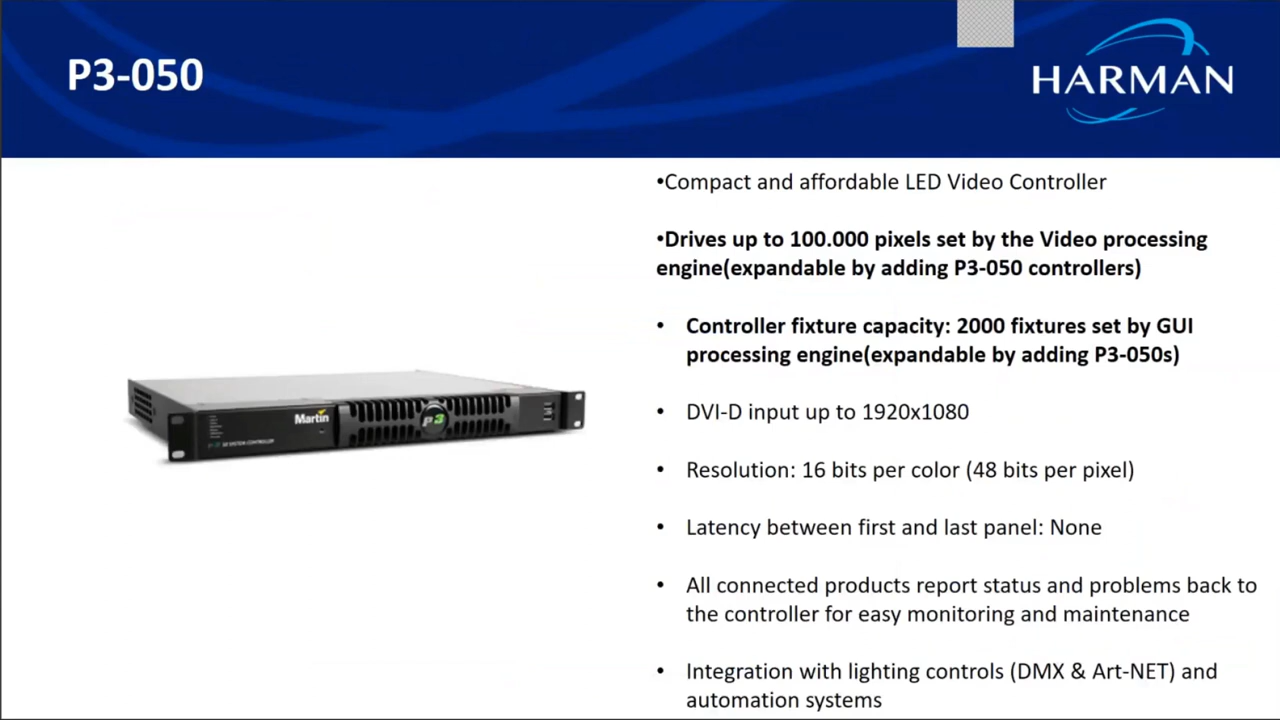 P3-050
HARMAN
•Compact and affordable LED Video Controller
•Drives up to 100.000 pixels set by the Video processing
engine(expandable by adding P3-050 controllers)
• Controller fixture capacity: 2000 fixtures set by GUI
processing engine(expandable by adding P3-050s)
• DVI-D input up to 1920x1080
• Resolution: 16 bits per color (48 bits per pixel)
• Latency between first and last panel: None
• All connected products report status and problems back to
the controller for easy monitoring and maintenance
• Integration with lighting controls (DMX & Art-NET) and
automation systems
Martin
P3
SYSTEM CONTROLLER